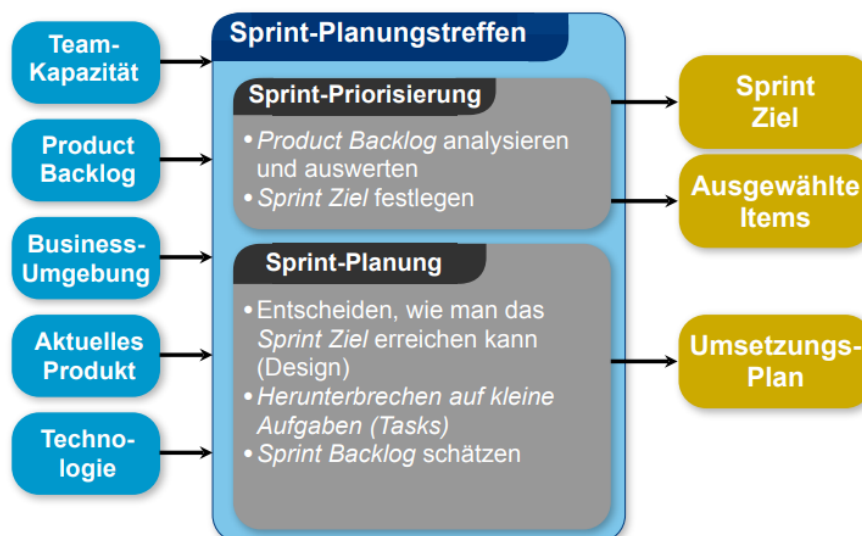 Team-
Kapazität
Product
Backlog
Business-
Umgebung
Aktuelles
Produkt
Techno-
logie
Sprint-Planungstreffen
Sprint-Priorisierung
• Product Backlog analysieren
und auswerten
• Sprint Ziel festlegen
Sprint-Planung
• Entscheiden, wie man das
Sprint Ziel erreichen kann
(Design)
• Herunterbrechen auf kleine
Aufgaben (Tasks)
• Sprint Backlog schätzen
Sprint
Ziel
Ausgewählte
Items
Umsetzungs-
Plan